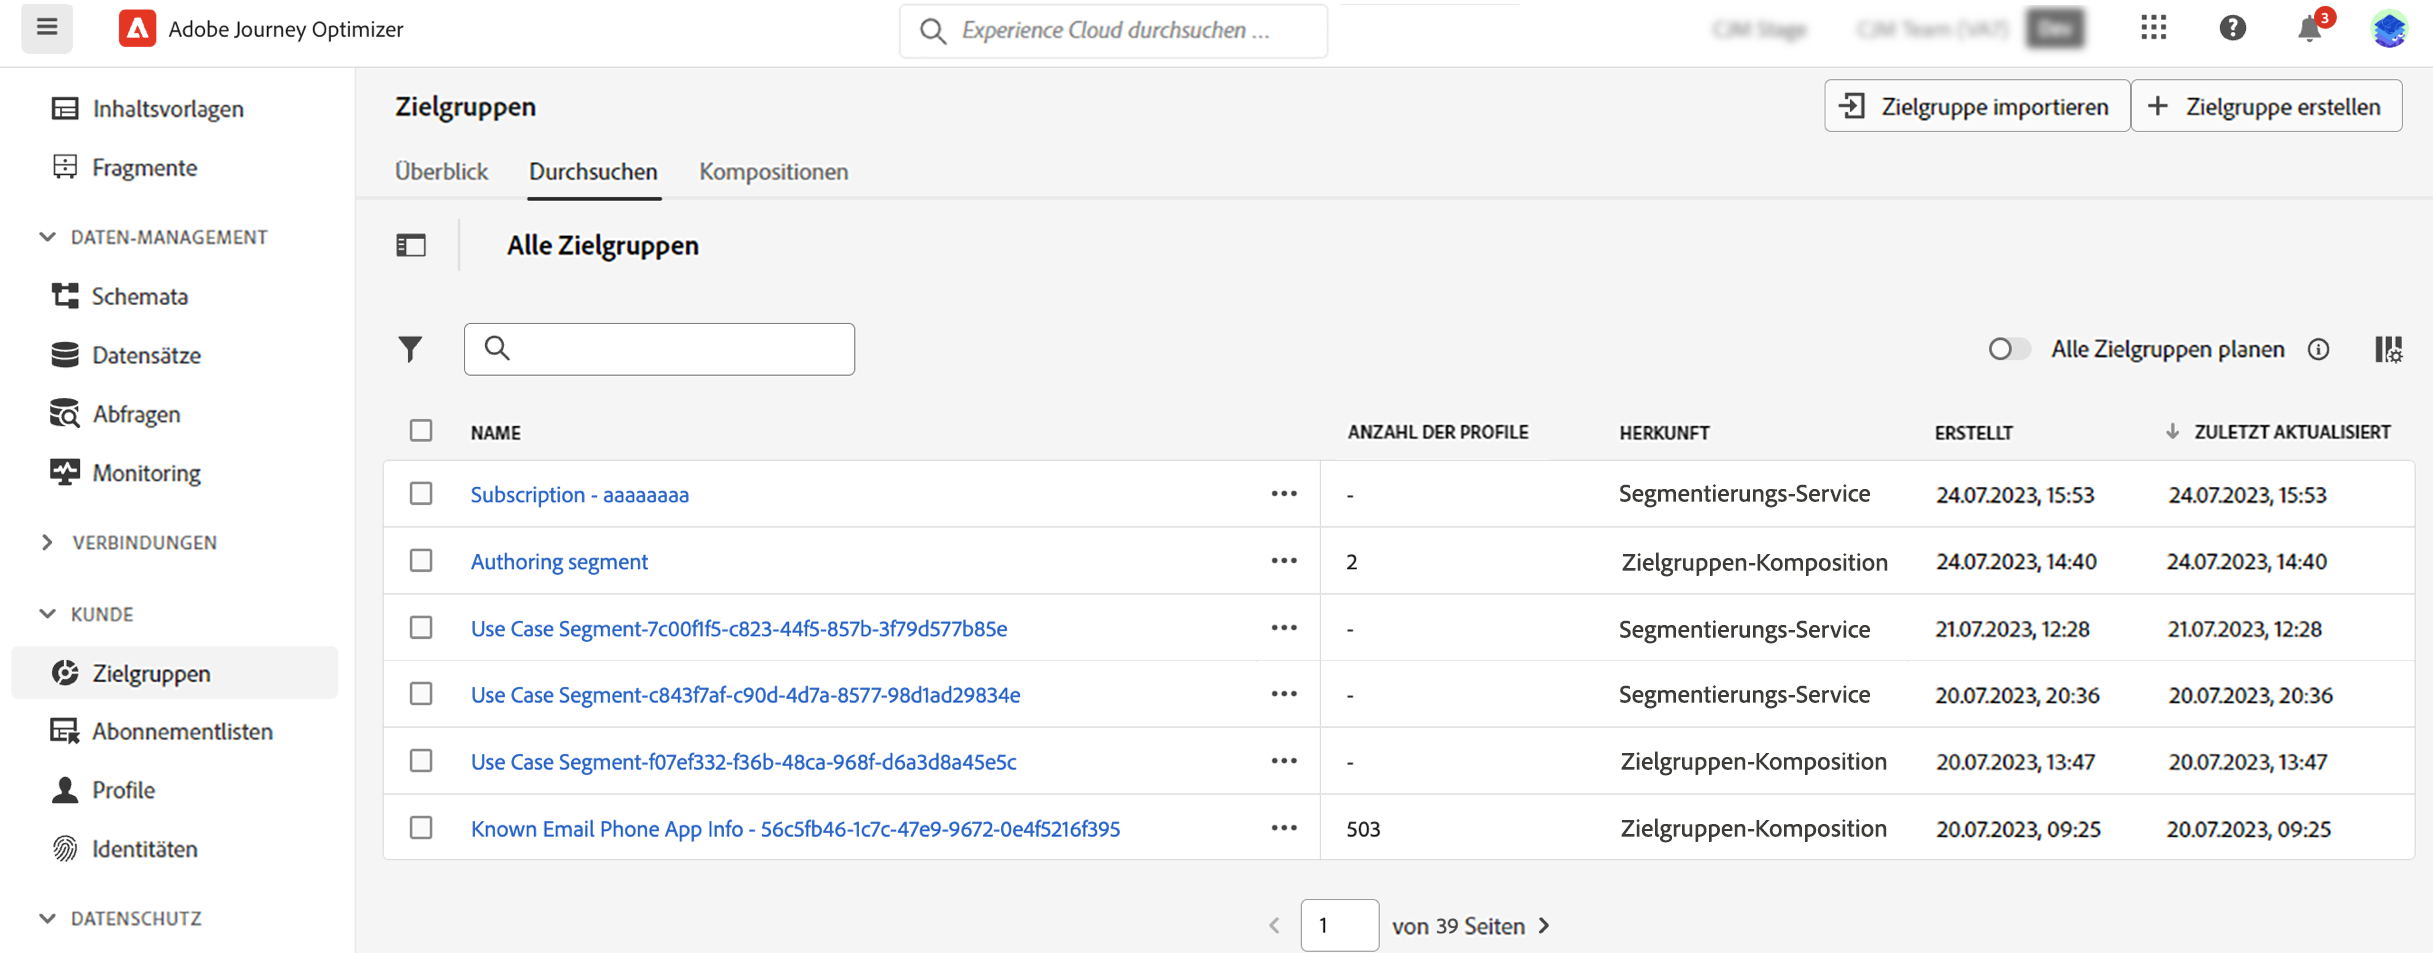 Adobe Journey Optimizer
Experience Cloud durchsuchen ...
3
Inhaltsvorlagen
Fragmente
DATEN-MANAGEMENT
Schemata
Datensätze
Abfragen
Monitoring
VERBINDUNGEN
KUNDE
Zielgruppen
Abonnementlisten
Profile
Identitäten
DATENSCHUTZ
Zielgruppen
Zielgruppe importieren
Zielgruppe erstellen
Überblick Durchsuchen Kompositionen
Alle Zielgruppen
Alle Zielgruppen planen
NAME ANZAHL DER PROFILE HERKUNFT ERSTELLT ZULETZT AKTUALISIERT
Subscription - aaaaaaaa - Segmentierungs-Service 24.07.2023, 15:53 24.07.2023, 15:53
Authoring segment 2 Zielgruppen-Komposition 24.07.2023, 14:40 24.07.2023, 14:40
Use Case Segment-7c00f1f5-c823-44f5-857b-3f79d577b85e - Segmentierungs-Service 21.07.2023, 12:28 21.07.2023, 12:28
Use Case Segment-c843f7af-c90d-4d7a-8577-98d1ad29834e - Segmentierungs-Service 20.07.2023, 20:36 20.07.2023, 20:36
Use Case Segment-f07ef332-f36b-48ca-968f-d6a3d8a45e5c - Zielgruppen-Komposition 20.07.2023, 13:47 20.07.2023, 13:47
Known Email Phone App Info - 56c5fb46-1c7c-47e9-9672-0e4f5216f395 503 Zielgruppen-Komposition 20.07.2023, 09:25 20.07.2023, 09:25
1 von 39 Seiten